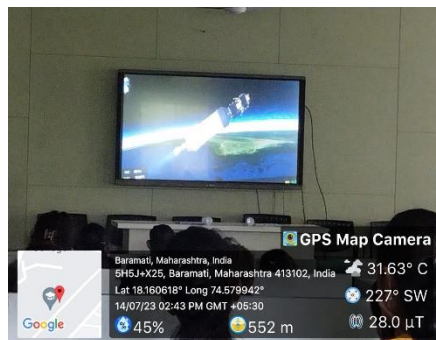 GPS Map Camera
Baramati, Maharashtra, India
5H5J+X25, Baramati, Maharashtra 413102, India
Lat 18.160618° Long 74.579942°
14/07/23 02:43 PM GMT +05:30
31.63° C
227° SW
45%
552 m
28.0 µT
Google